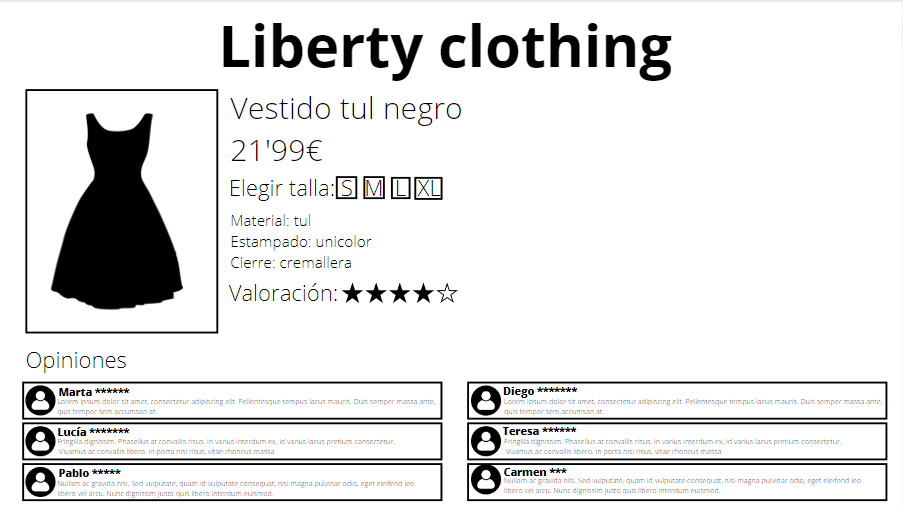 Liberty clothing
Vestido tul negro
21'99€
Elegir talla: S M L XL
Material: tul
Estampado: unicolor
Cierre: cremallera
Valoración: ★★★★☆
Opiniones
Marta ******
Lorem ipsum dolor sit amet, consectetur adipiscing elit. Pellentesque tempus lacus mauris. Duis semper massa ante,
quis tempor sem accumsan at.
Lucía *******
Fringilla dignissim. Phasellus at convallis risus. In varius interdum ex, id varius lacus pretium consectetur.
Vivamus ac convallis libero. In porta nisi risus, vitae rhoncus massa
Pablo *****
Nullam ac gravida nisi. Sed vulputate, quam id vulputate consequat, nisi magna pulvinar odio, eget eleifend leo
libero vel arcu. Nunc dignissim justo quis libero interdum euismod.
Diego *******
Lorem ipsum dolor sit amet, consectetur adipiscing elit. Pellentesque tempus lacus mauris. Duis semper massa ante,
quis tempor sem accumsan at.
Teresa ******
Fringilla dignissim. Phasellus at convallis risus. In varius interdum ex, id varius lacus pretium consectetur.
Vivamus ac convallis libero. In porta nisi risus, vitae rhoncus massa
Carmen ***
Nullam ac gravida nisi. Sed vulputate, quam id vulputate consequat, nisi magna pulvinar odio, eget eleifend leo
libero vel arcu. Nunc dignissim justo quis libero interdum euismod.